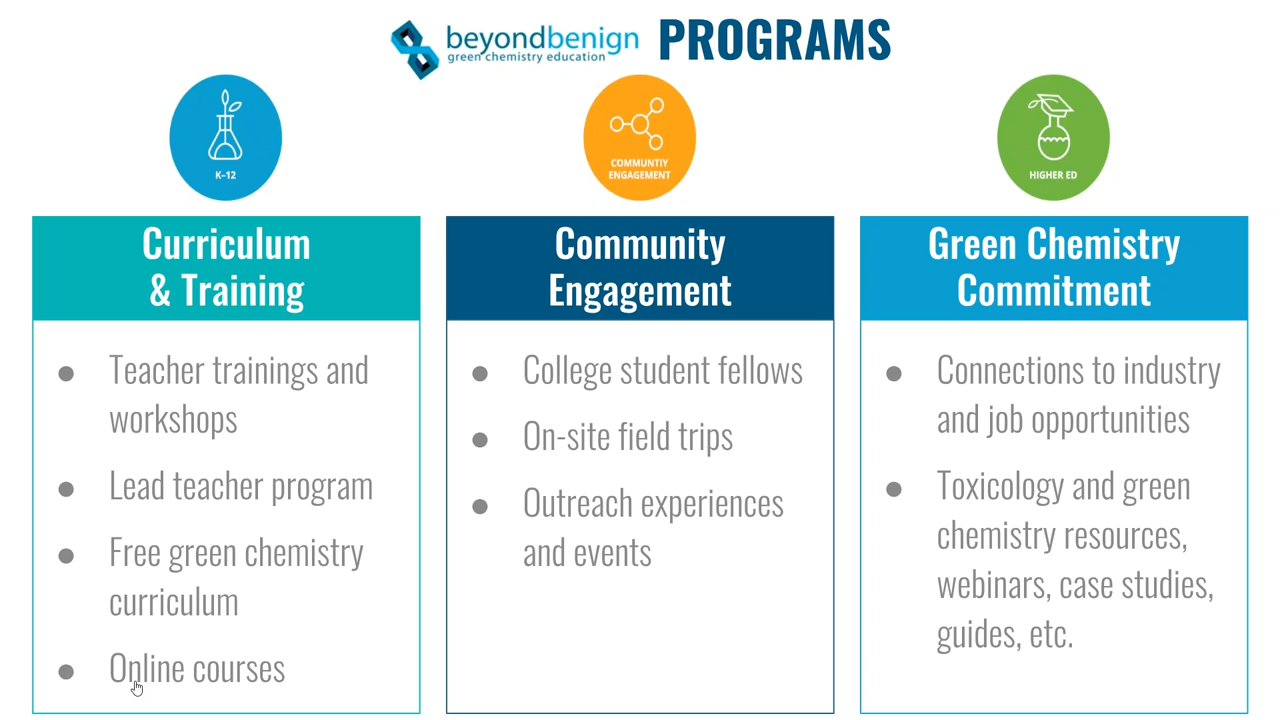 beyondbenign PROGRAMS
green chemistry education
K-12
COMMUNTIY
ENGAGEMENT
HIGHER ED
Curriculum
& Training
● Teacher trainings and
workshops
● Lead teacher program
● Free green chemistry
curriculum
● Online courses
Community
Engagement
● College student fellows
● On-site field trips
● Outreach experiences
and events
Green Chemistry
Commitment
● Connections to industry
and job opportunities
● Toxicology and green
chemistry resources,
webinars, case studies,
guides, etc.